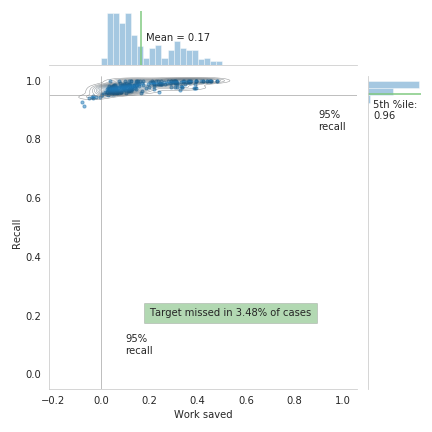 Mean = 0.17
1.0
5th %ile:
0.96
95%
recall
0.8
0.6
Recall
0.4
Target missed in 3.48% of cases
0.2
95%
recall
0.0
−0.2 0.0 0.2 0.4 0.6 0.8 1.0
Work saved